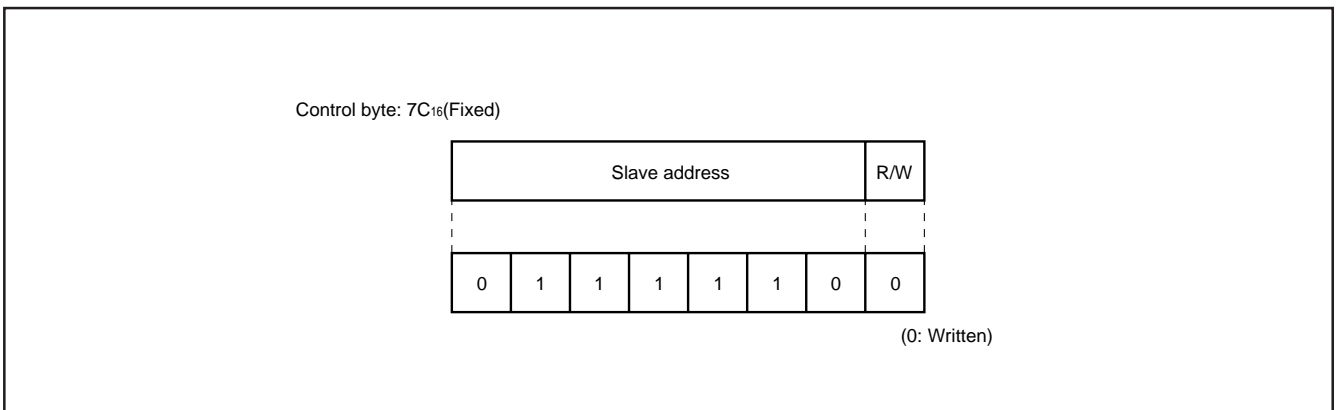 Control byte: 7C16(Fixed)
Slave address R/W
0 1 1 1 1 1 0 0
(0: Written)